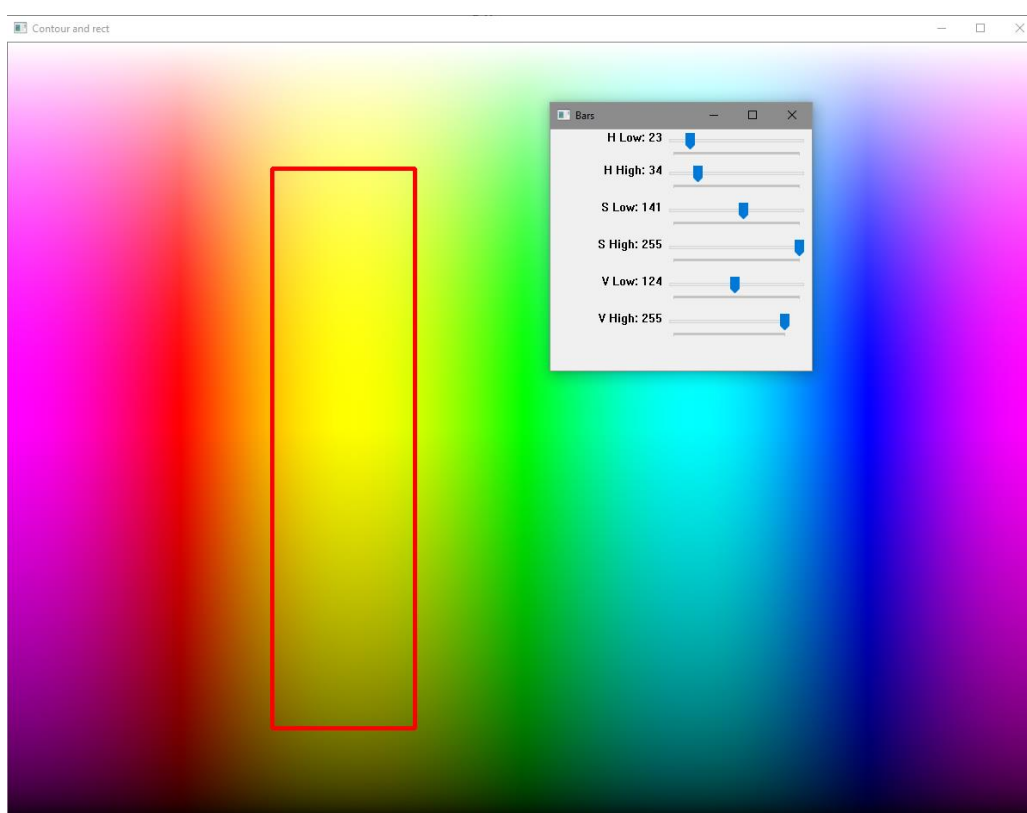 Contour and rect
Bars
H Low: 23
H High: 34
S Low: 141
S High: 255
V Low: 124
V High: 255